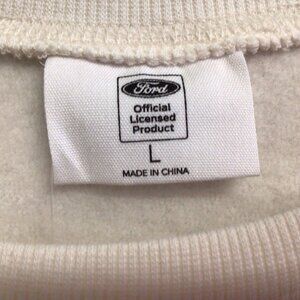 Ford
Official
Licensed
Product
L
MADE IN CHINA